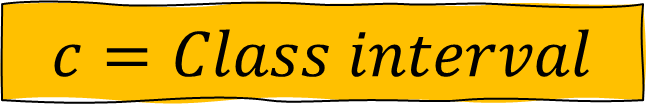 c = Class interval